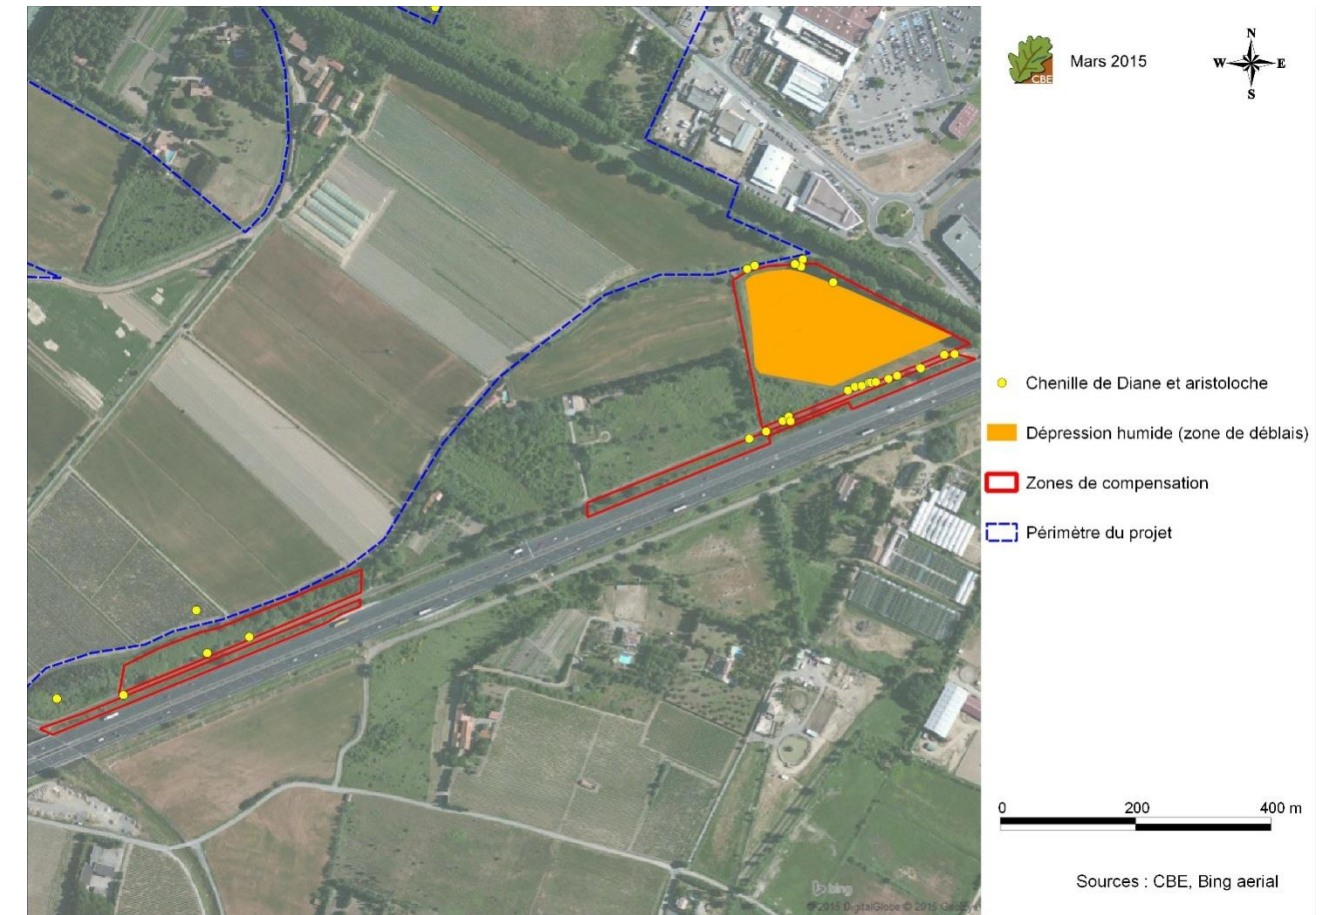 CBE
Mars 2015
N
W E
S
Chenille de Diane et aristoloche
Dépression humide (zone de déblais)
Zones de compensation
Périmètre du projet
0 200 400 m
Sources : CBE, Bing aerial
bing
© 2015 DigitalGlobe © 2015 GeoEye